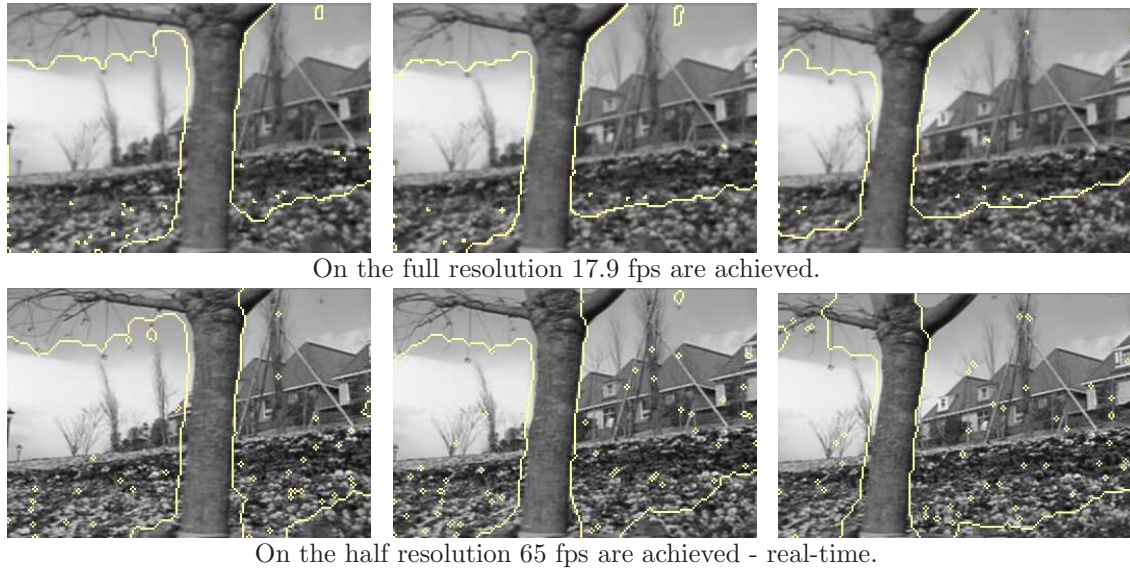 On the full resolution 17.9 fps are achieved.
On the half resolution 65 fps are achieved - real-time.